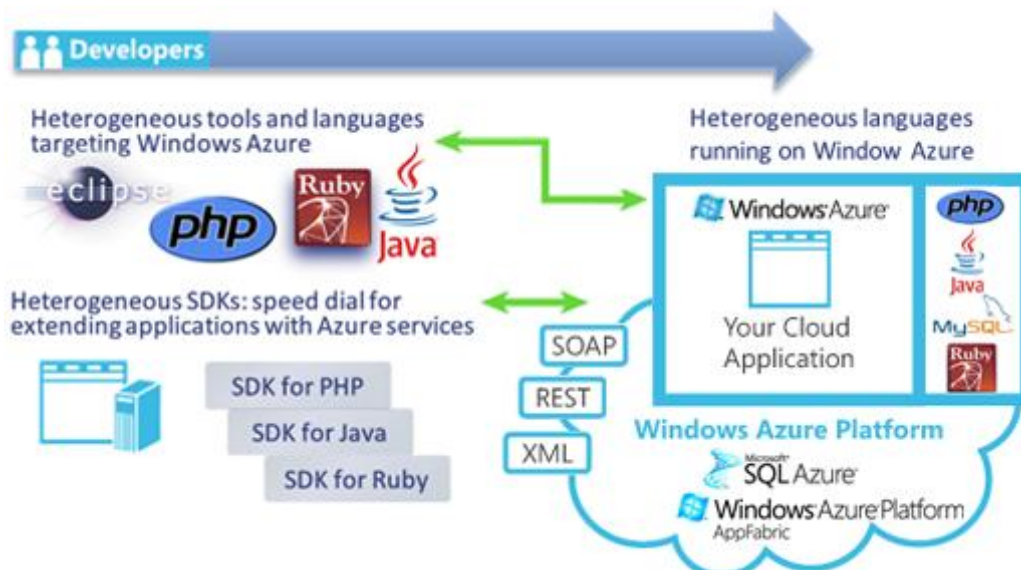 Developers
Heterogeneous tools and languages
targeting Windows Azure
eclipse
php
Ruby
Java
Heterogeneous SDKs: speed dial for
extending applications with Azure services
SDK for PHP
SDK for Java
SDK for Ruby
Heterogeneous languages
running on Window Azure
Windows Azure
Your Cloud
Application
php
Java
MySQL
Ruby
SOAP
REST
XML
Windows Azure Platform
Microsoft
SQL Azure
Windows Azure Platform
AppFabric